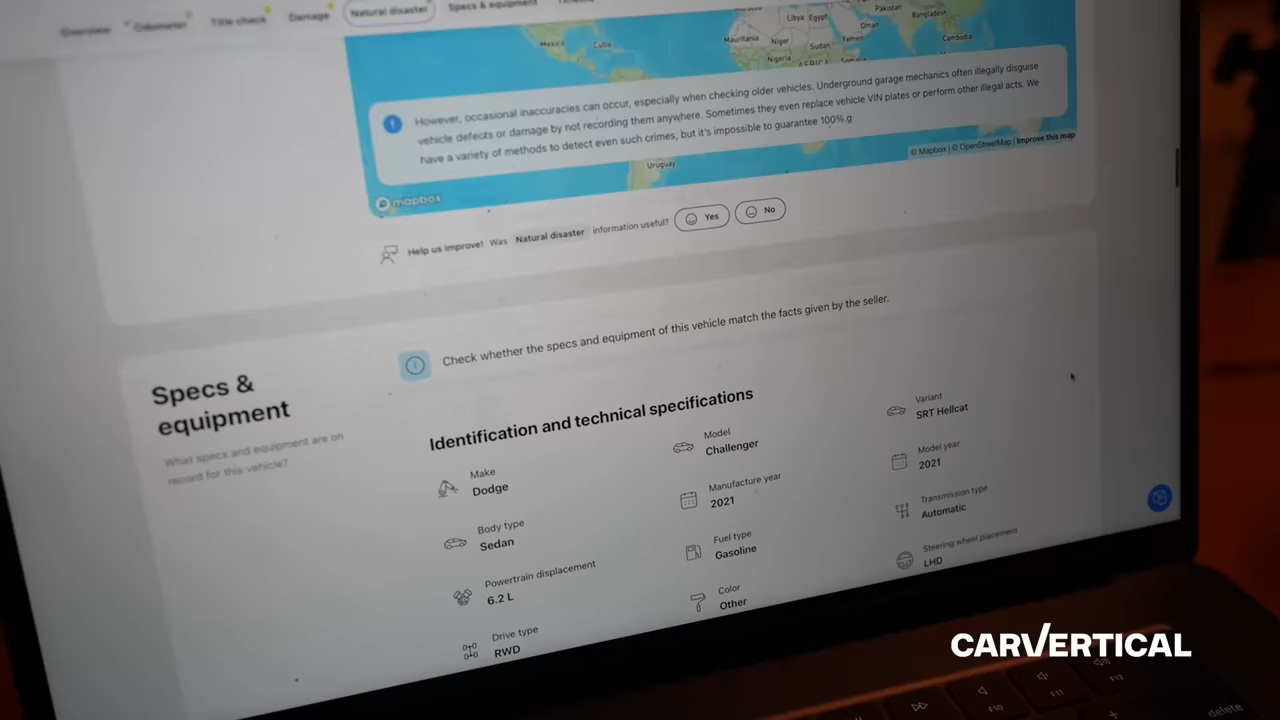 Overview
Odometer
Title check
Damage
Natural disaster
Specs & equipment
Mexico
Cuba
Mauritania
Libya
Egypt
Niger
Nigeria
Sudan
AFRICA
Yemen
Somalia
Oman
Pakistan
Bangladesh
Cambodia
However, occasional inaccuracies can occur, especially when checking older vehicles. Underground garage mechanics often illegally disguise
vehicle defects or damage by not recording them anywhere. Sometimes they even replace vehicle VIN plates or perform other illegal acts. We
have a variety of methods to detect even such crimes, but it's impossible to guarantee 100%.g
Uruguay
© Mapbox | © OpenStreetMap | Improve this map
mapbox
Help us improve! Was Natural disaster information useful? Yes No
Check whether the specs and equipment of this vehicle match the facts given by the seller.
Specs &
equipment
What specs and equipment are on
record for this vehicle?
Identification and technical specifications
Make
Dodge
Model
Challenger
Variant
SRT Hellcat
Body type
Sedan
Manufacture year
2021
Model year
2021
Powertrain displacement
6.2 L
Fuel type
Gasoline
Transmission type
Automatic
Drive type
RWD
Color
Other
Steering wheel placement
LHD
CARVERTICAL
F10
F11
F12
delete